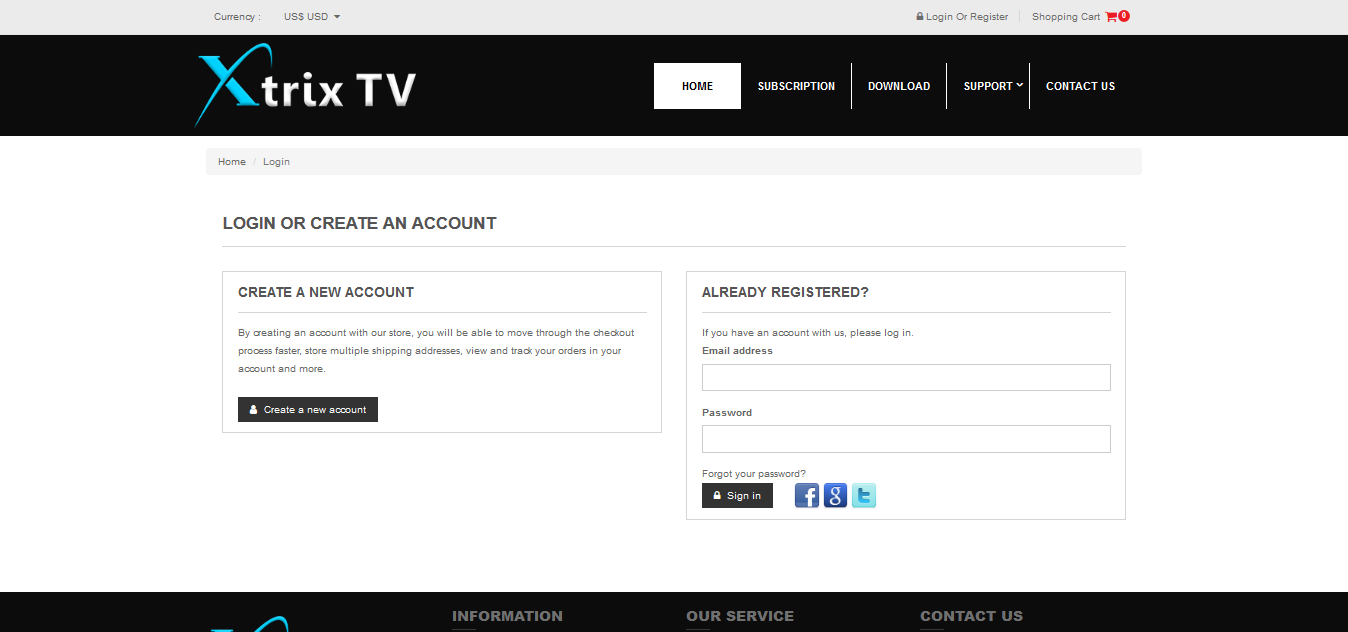 Currency : US$ USD Login Or Register Shopping Cart 0
Xtrix TV
HOME SUBSCRIPTION DOWNLOAD SUPPORT CONTACT US
Home / Login
LOGIN OR CREATE AN ACCOUNT
CREATE A NEW ACCOUNT
By creating an account with our store, you will be able to move through the checkout
process faster, store multiple shipping addresses, view and track your orders in your
account and more.
Create a new account
ALREADY REGISTERED?
If you have an account with us, please log in.
Email address
Password
Forgot your password?
Sign in
INFORMATION OUR SERVICE CONTACT US